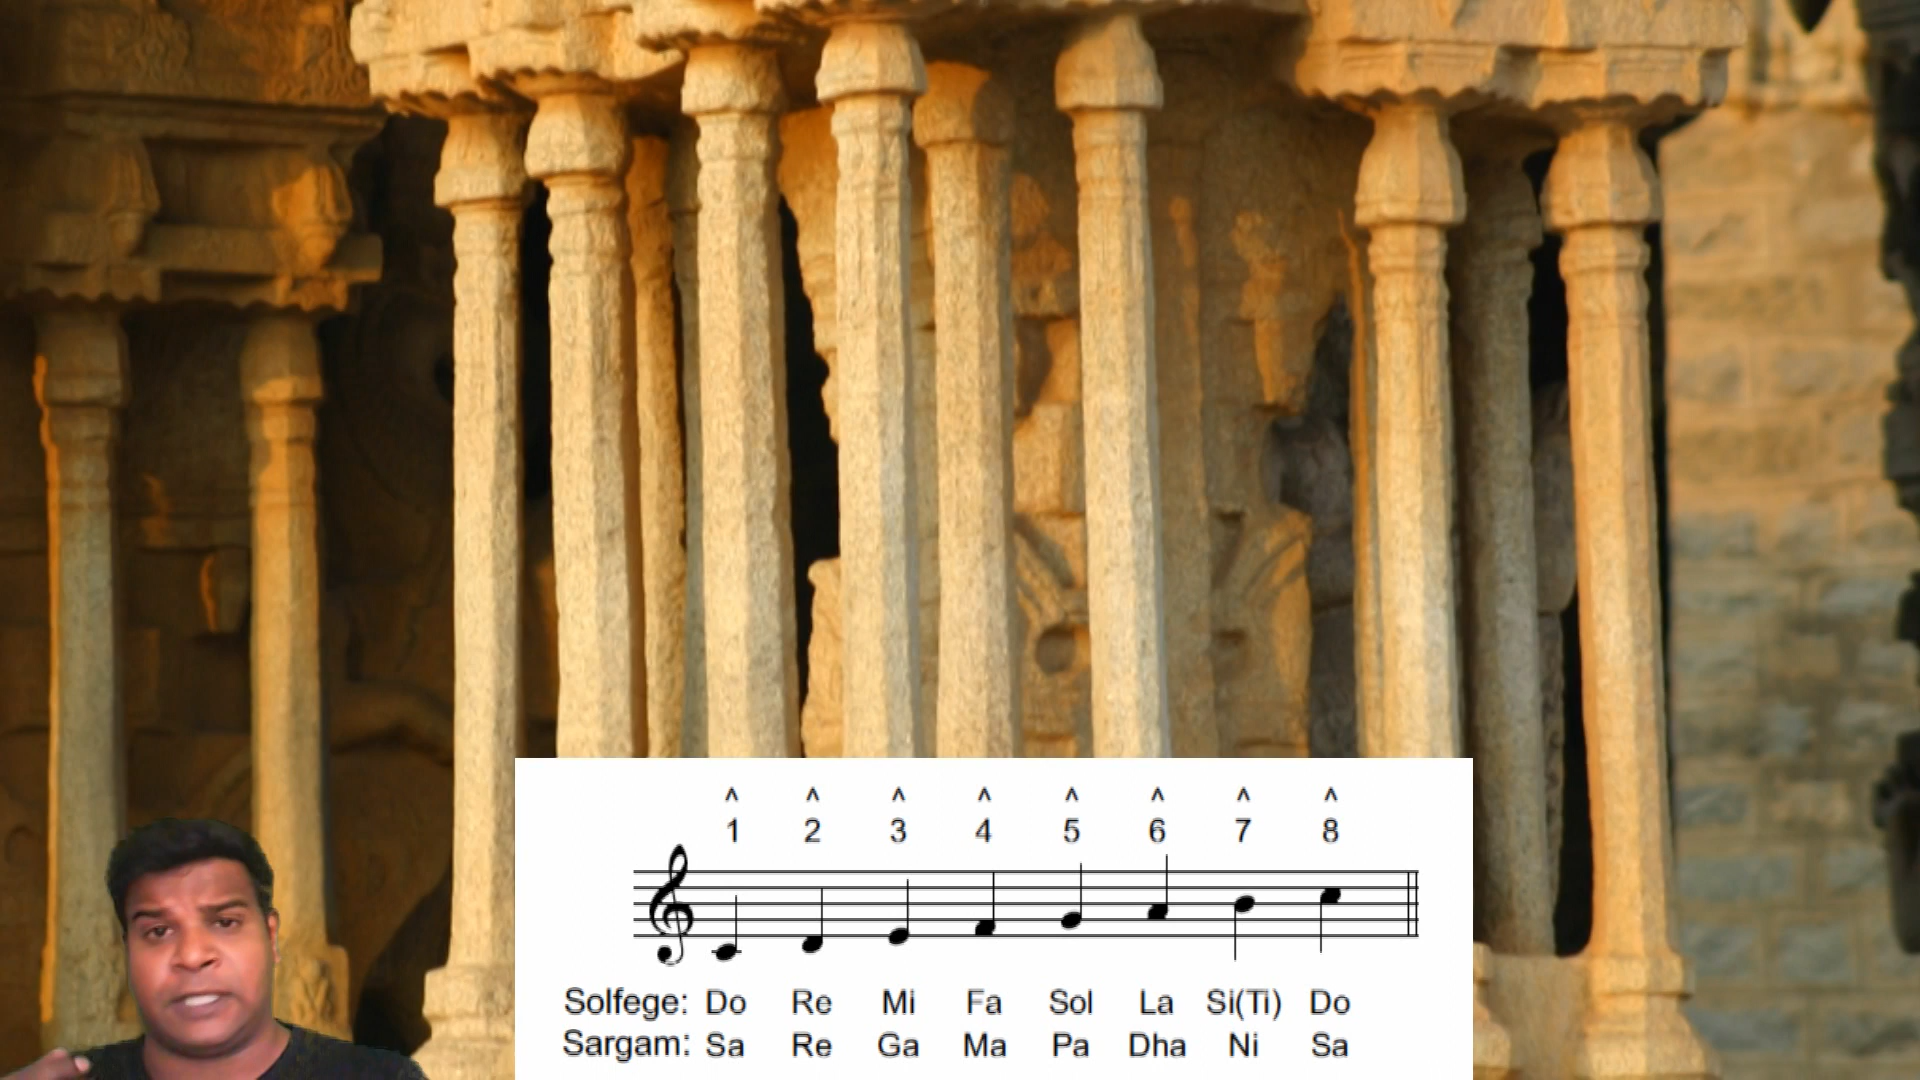 ^ ^ ^ ^ ^ ^ ^ ^
1 2 3 4 5 6 7 8
Solfege: Do Re Mi Fa Sol La Si(Ti) Do
Sargam: Sa Re Ga Ma Pa Dha Ni Sa